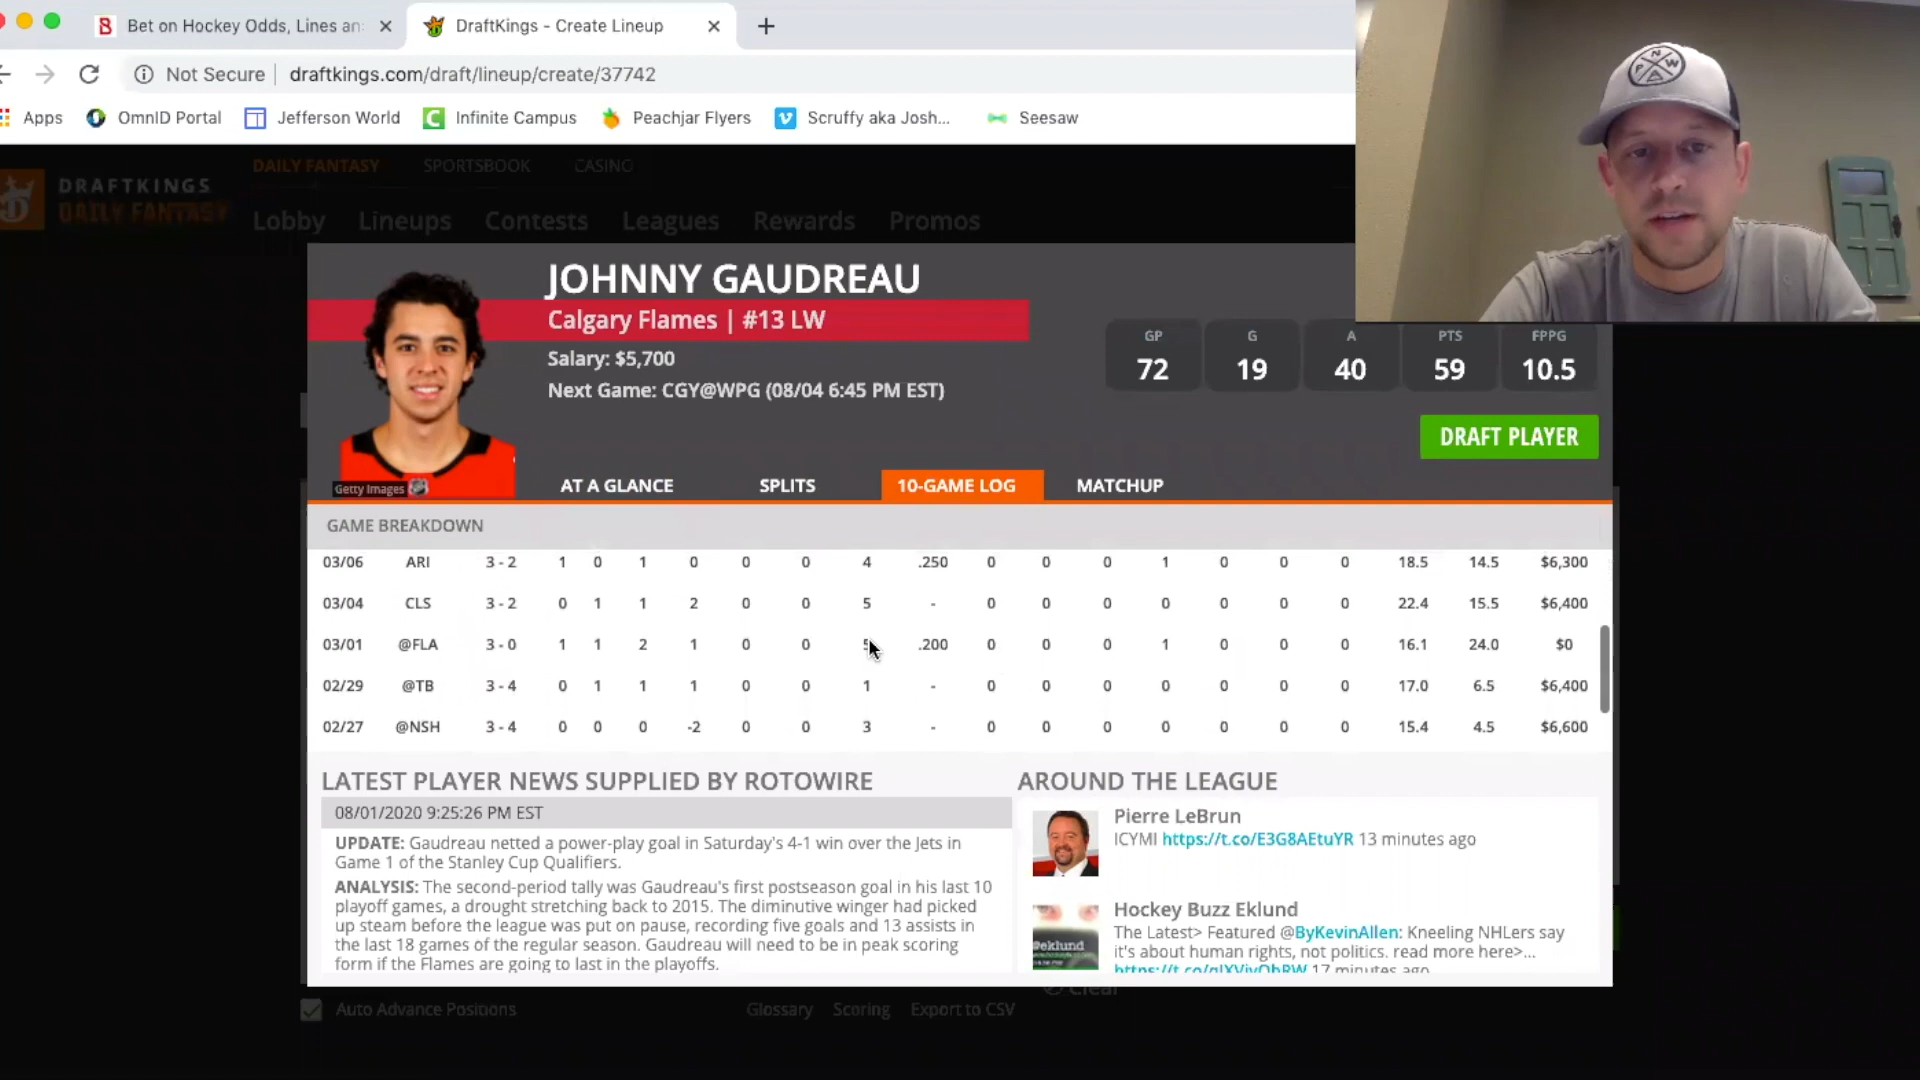 Bet on Hockey Odds, Lines an
DraftKings - Create Lineup
Not Secure
draftkings.com/draft/lineup/create/37742
Apps
OmnID Portal
Jefferson World
Infinite Campus
Peachjar Flyers
Scruffy aka Josh...
Seesaw
DAILY FANTASY SPORTSBOOK CASINO
DRAFTKINGS
DAILY FANTASY
Lobby Lineups Contests Leagues Rewards Promos
JOHNNY GAUDREAU
Calgary Flames | #13 LW
Salary: $5,700
Next Game: CGY@WPG (08/04 6:45 PM EST)
GP G A PTS FPPG
72 19 40 59 10.5
DRAFT PLAYER
Getty Images
AT A GLANCE SPLITS 10-GAME LOG MATCHUP
GAME BREAKDOWN
03/06 ARI 3 - 2 1 0 1 0 0 0 4 .250 0 0 0 1 0 0 0 18.5 14.5 $6,300
03/04 CLS 3 - 2 0 1 1 2 0 0 5 - 0 0 0 0 0 0 0 22.4 15.5 $6,400
03/01 @FLA 3 - 0 1 1 2 1 0 0 5 .200 0 0 0 1 0 0 0 16.1 24.0 $0
02/29 @TB 3 - 4 0 1 1 1 0 0 1 - 0 0 0 0 0 0 0 17.0 6.5 $6,400
02/27 @NSH 3 - 4 0 0 0 -2 0 0 3 - 0 0 0 0 0 0 0 15.4 4.5 $6,600
LATEST PLAYER NEWS SUPPLIED BY ROTOWIRE
08/01/2020 9:25:26 PM EST
UPDATE: Gaudreau netted a power-play goal in Saturday's 4-1 win over the Jets in
Game 1 of the Stanley Cup Qualifiers.
ANALYSIS: The second-period tally was Gaudreau's first postseason goal in his last 10
playoff games, a drought stretching back to 2015. The diminutive winger had picked
up steam before the league was put on pause, recording five goals and 13 assists in
the last 18 games of the regular season. Gaudreau will need to be in peak scoring
form if the Flames are going to last in the playoffs.
AROUND THE LEAGUE
Pierre LeBrun
ICYMI https://t.co/E3G8AEtuYR 13 minutes ago
Hockey Buzz Eklund
@eklund
The Latest> Featured @ByKevinAllen: Kneeling NHLers say
it's about human rights, not politics. read more here>...
https://t.co/qIXVivOhRW 17 minutes ago
Clear
Auto Advance Positions
Glossary Scoring Export to CSV
P N W A